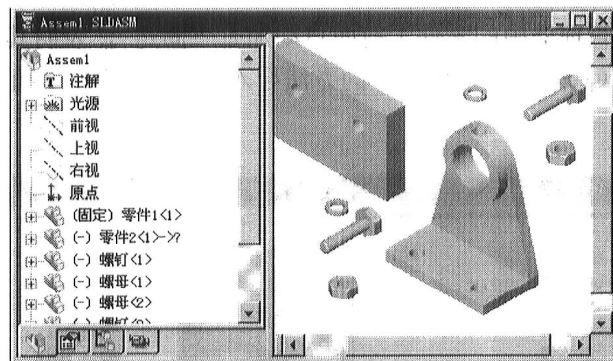 Assem1.SLDASM
Assem1
注解
光源
前视
上视
右视
原点
(固定) 零件1<1>
(-) 零件2<1>->?
(-) 螺钉<1>
(-) 螺母<1>
(-) 螺母<2>